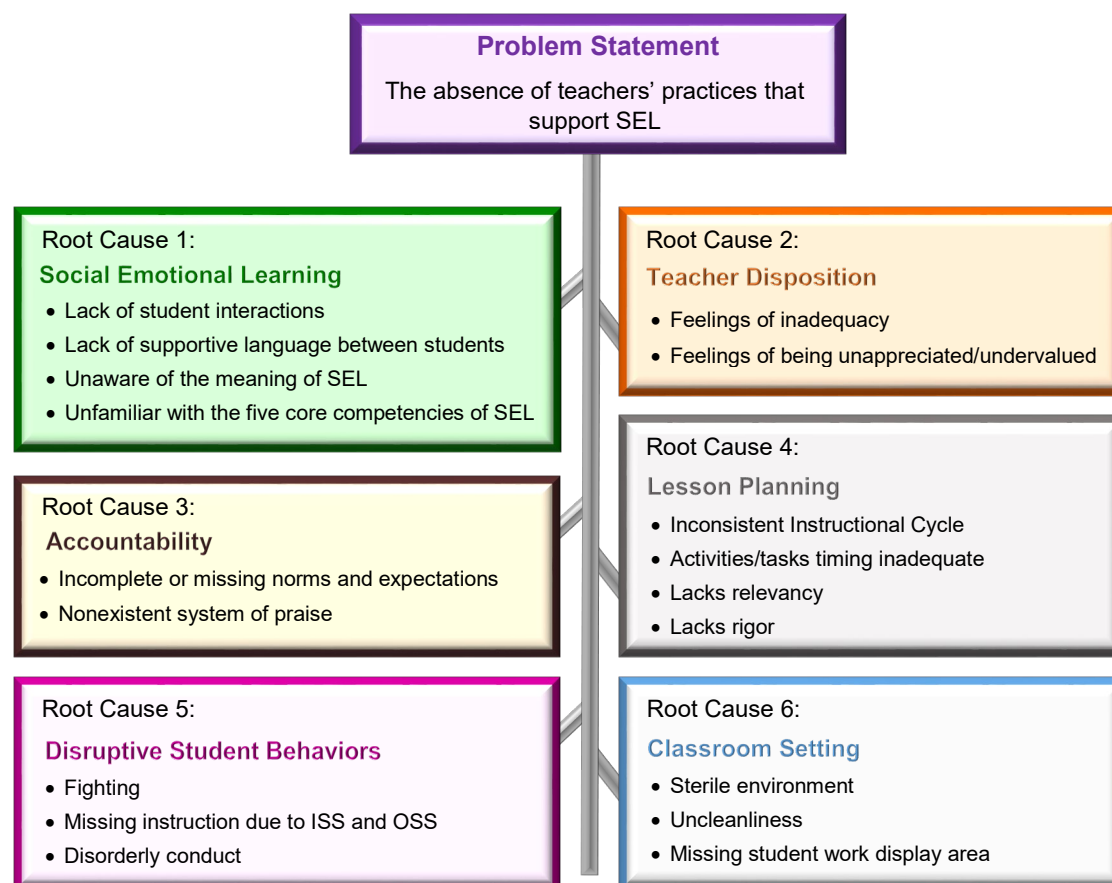 Problem Statement
The absence of teachers’ practices that
support SEL
Root Cause 1:
Social Emotional Learning
• Lack of student interactions
• Lack of supportive language between students
• Unaware of the meaning of SEL
• Unfamiliar with the five core competencies of SEL
Root Cause 2:
Teacher Disposition
• Feelings of inadequacy
• Feelings of being unappreciated/undervalued
Root Cause 3:
Accountability
• Incomplete or missing norms and expectations
• Nonexistent system of praise
Root Cause 4:
Lesson Planning
• Inconsistent Instructional Cycle
• Activities/tasks timing inadequate
• Lacks relevancy
• Lacks rigor
Root Cause 5:
Disruptive Student Behaviors
• Fighting
• Missing instruction due to ISS and OSS
• Disorderly conduct
Root Cause 6:
Classroom Setting
• Sterile environment
• Uncleanliness
• Missing student work display area